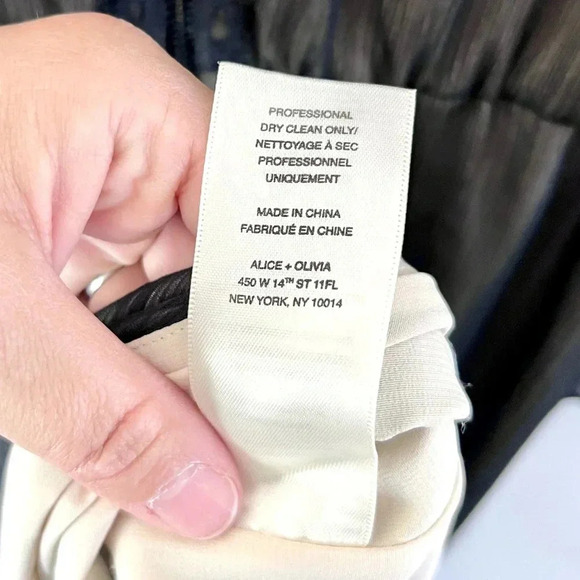 PROFESSIONAL
DRY CLEAN ONLY/
NETTOYAGE À SEC
PROFESSIONNEL
UNIQUEMENT
MADE IN CHINA
FABRIQUÉ EN CHINE
ALICE + OLIVIA
450 W 14TH ST 11FL
NEW YORK, NY 10014